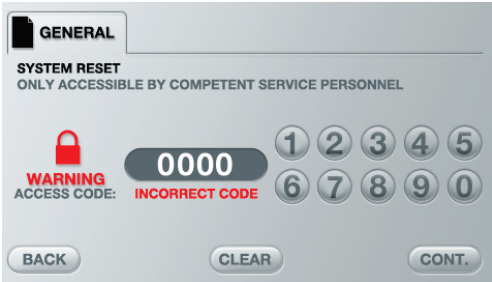 GENERAL
SYSTEM RESET
ONLY ACCESSIBLE BY COMPETENT SERVICE PERSONNEL
1 2 3 4 5
0000
WARNING
6 7 8 9 0
ACCESS CODE: INCORRECT CODE
BACK CLEAR CONT.